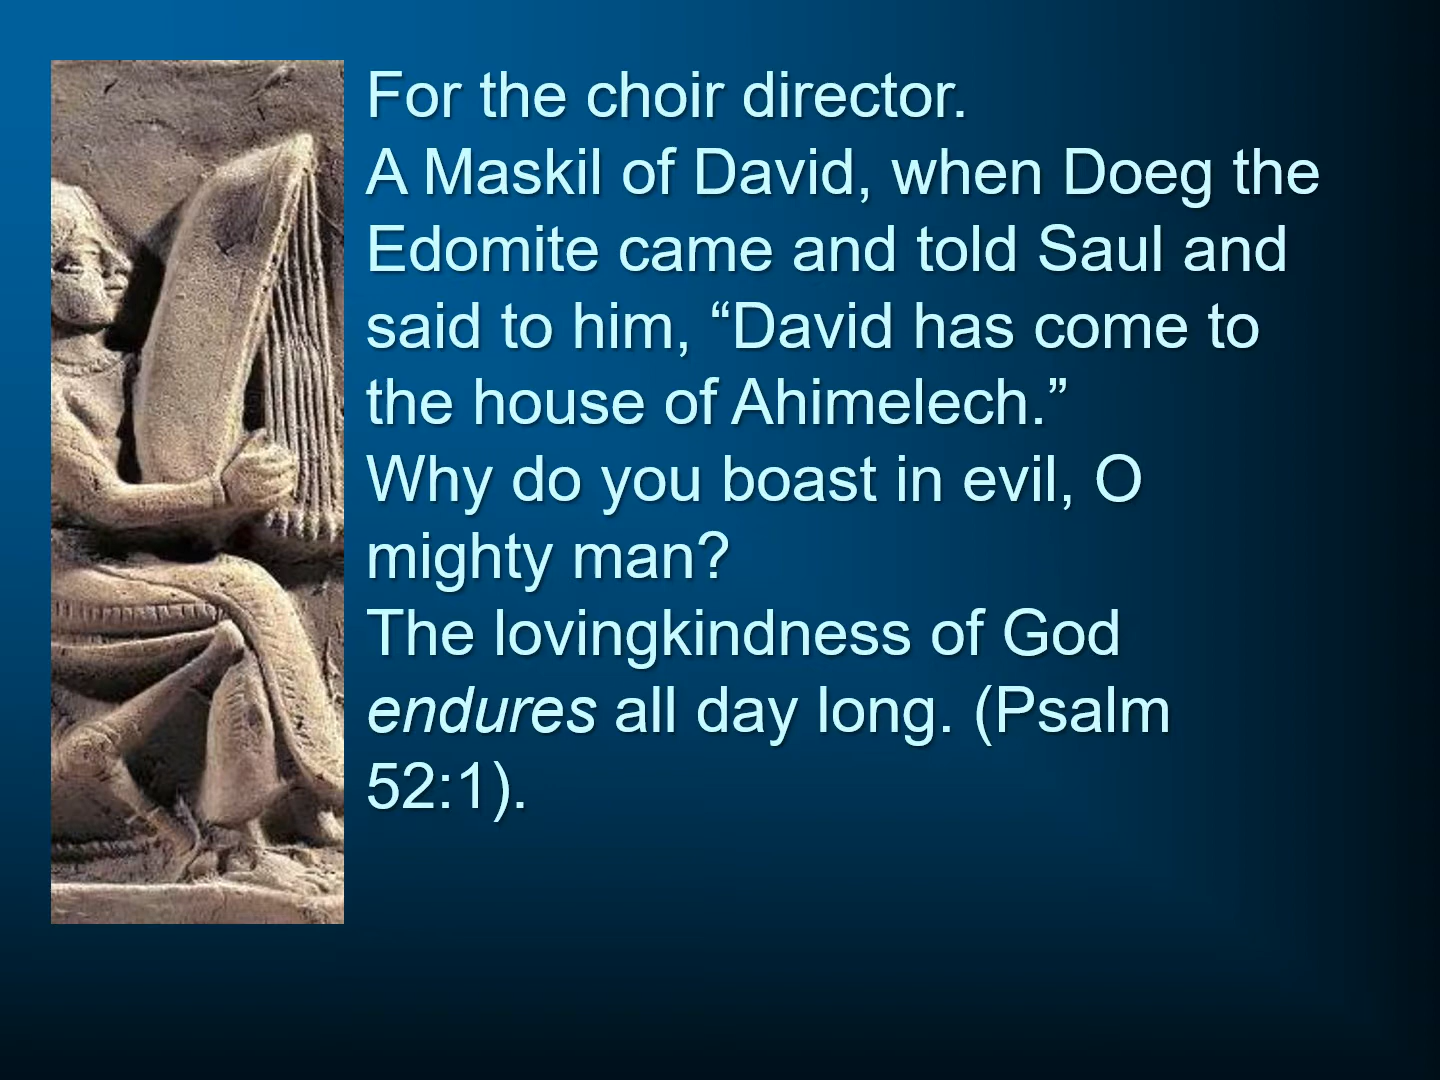 For the choir director.
A Maskil of David, when Doeg the
Edomite came and told Saul and
said to him, “David has come to
the house of Ahimelech.”
Why do you boast in evil, O
mighty man?
The lovingkindness of God
endures all day long. (Psalm
52:1).